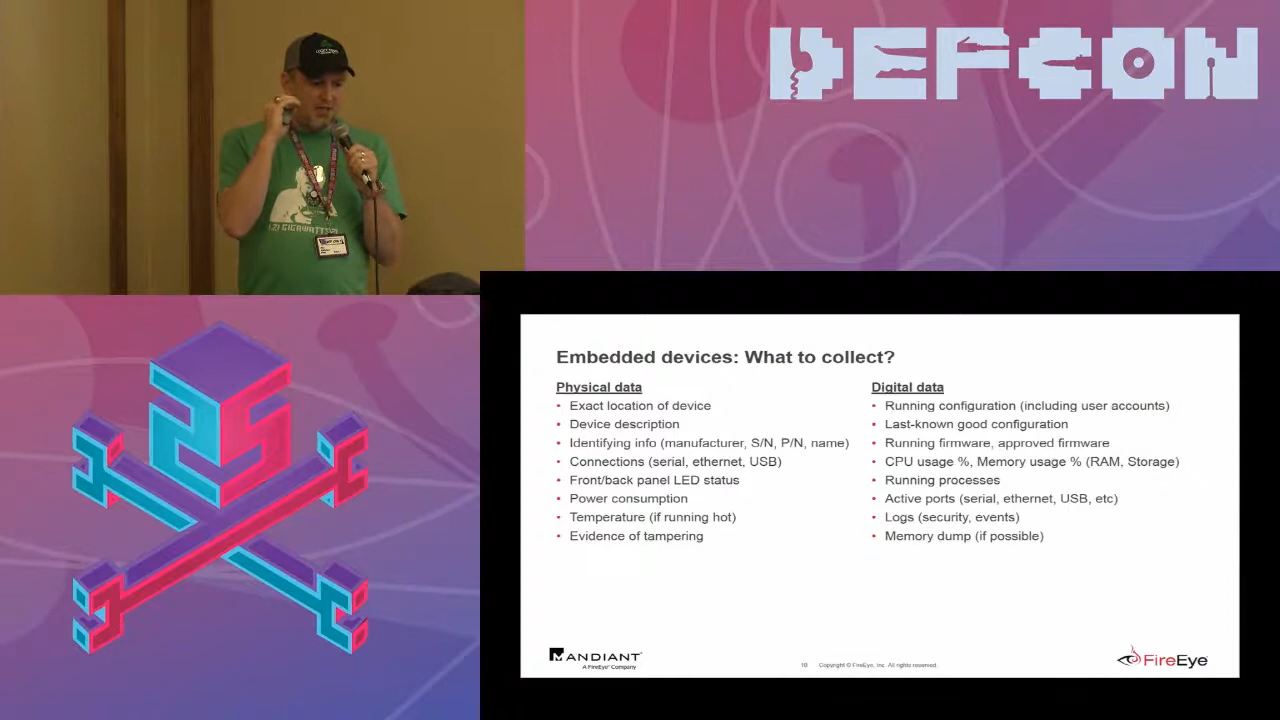 DEFCON
1.21 GIGAWATTS
25
Embedded devices: What to collect?
Physical data
• Exact location of device
• Device description
• Identifying info (manufacturer, S/N, P/N, name)
• Connections (serial, ethernet, USB)
• Front/back panel LED status
• Power consumption
• Temperature (if running hot)
• Evidence of tampering
Digital data
• Running configuration (including user accounts)
• Last-known good configuration
• Running firmware, approved firmware
• CPU usage %, Memory usage % (RAM, Storage)
• Running processes
• Active ports (serial, ethernet, USB, etc)
• Logs (security, events)
• Memory dump (if possible)
MANDIANT
A FireEye® Company
Copyright © FireEye, Inc. All rights reserved.
FireEye